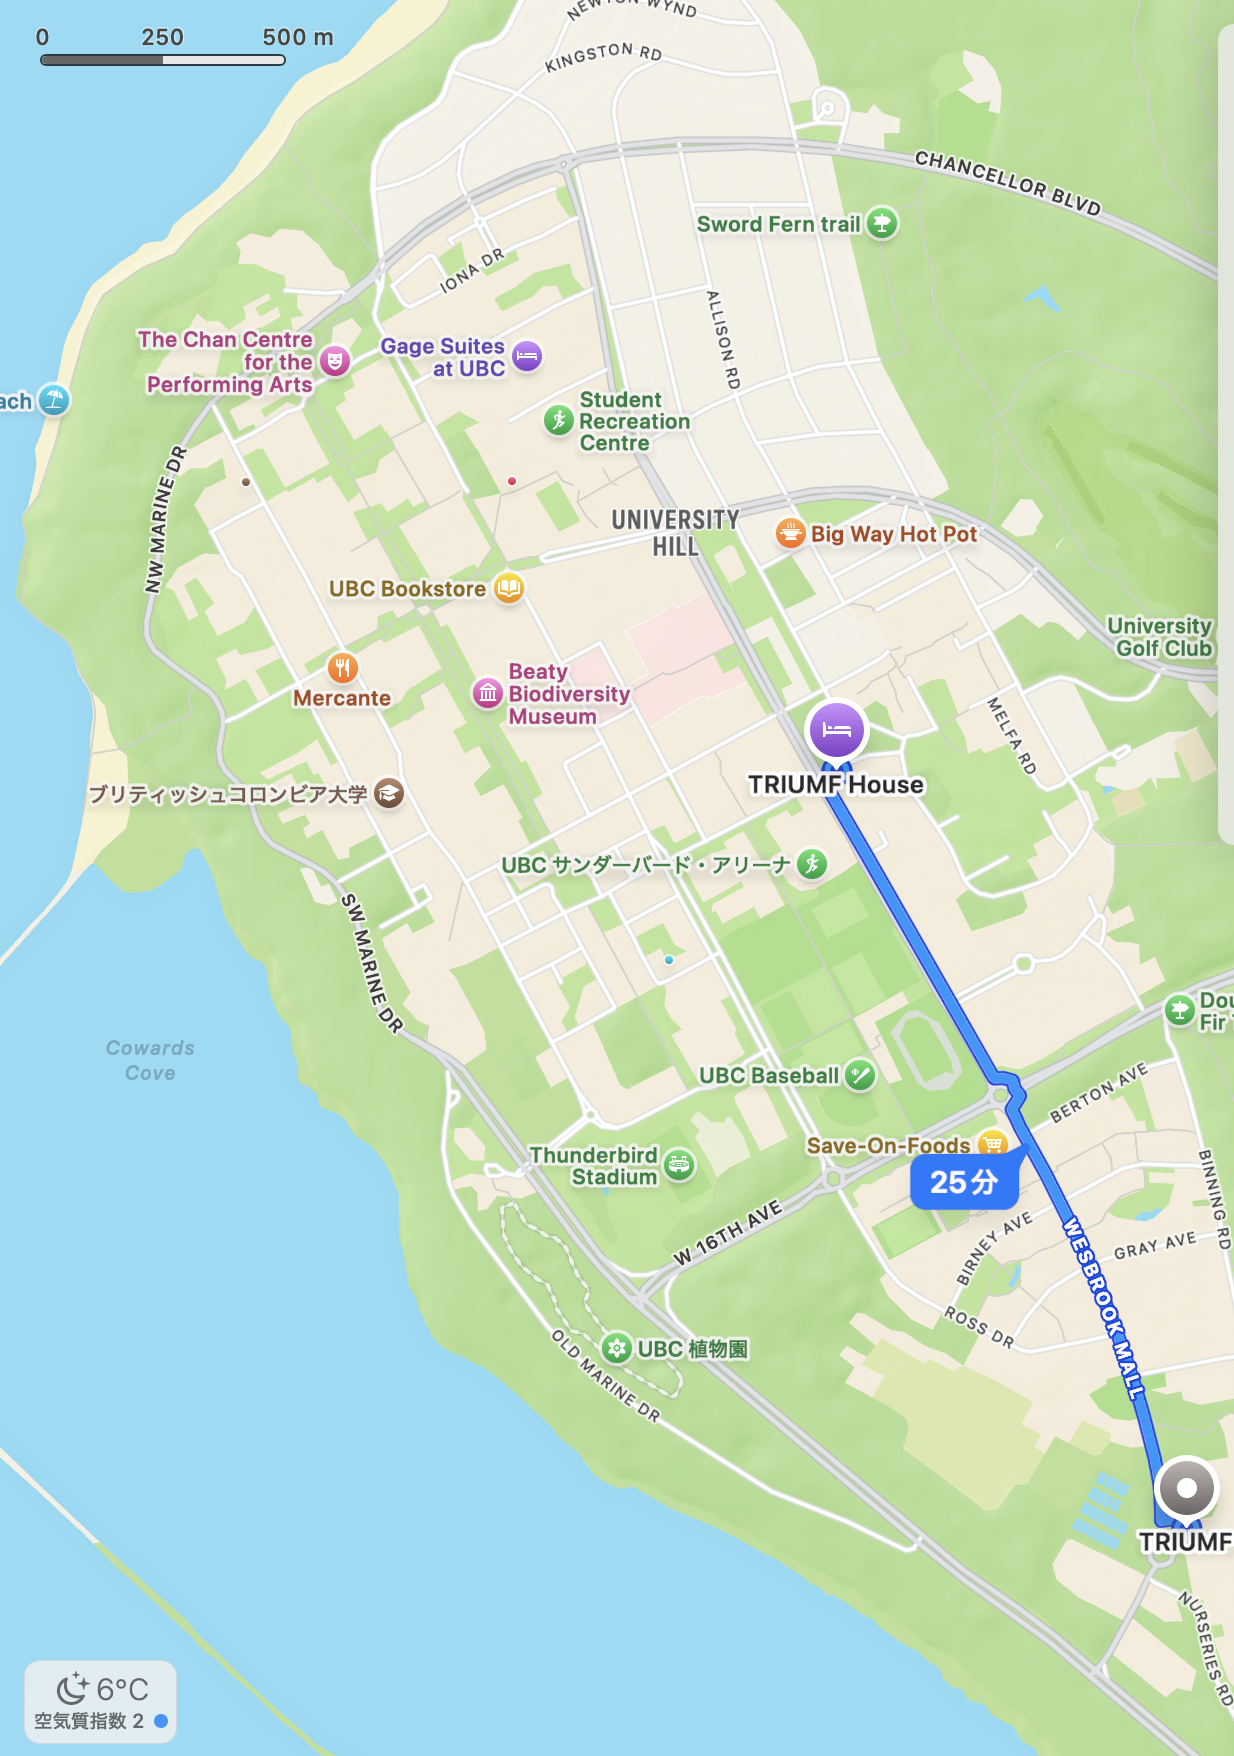 0 250 500 m
NEWTON WYND
KINGSTON RD
CHANCELLOR BLVD
Sword Fern trail
IONA DR
ALLISON RD
The Chan Centre
for the
Performing Arts
Gage Suites
at UBC
ach
Student
Recreation
Centre
NW MARINE DR
UNIVERSITY
HILL
Big Way Hot Pot
UBC Bookstore
University
Golf Club
Beaty
Biodiversity
Museum
Mercante
MELFA RD
TRIUMF House
ブリティッシュコロンビア大学
UBC サンダーバード・アリーナ
SW MARINE DR
Dou
Fir
Cowards
Cove
UBC Baseball
BERTON AVE
Save-On-Foods
Thunderbird
Stadium
25分
BINNING RD
W 16TH AVE
BIRNEY AVE
GRAY AVE
WESBROOK MALL
ROSS DR
UBC 植物園
OLD MARINE DR
TRIUMF
NURSERIES RD
6°C
空気質指数 2